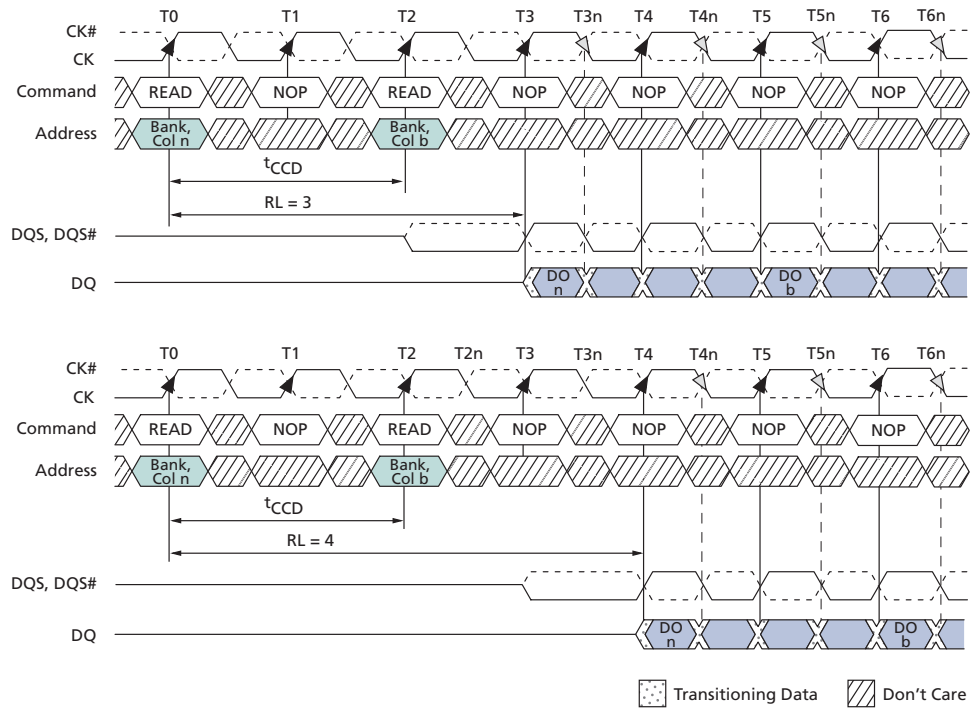 T0 T1 T2 T3 T3n T4 T4n T5 T5n T6 T6n
CK#
CK
Command READ NOP READ NOP NOP NOP NOP
Address Bank, Col n Bank, Col b
tCCD
RL = 3
DQS, DQS#
DQ DO n DO b
T0 T1 T2 T2n T3 T3n T4 T4n T5 T5n T6 T6n
CK#
CK
Command READ NOP READ NOP NOP NOP NOP
Address Bank, Col n Bank, Col b
tCCD
RL = 4
DQS, DQS#
DQ DO n DO b
Transitioning Data Don't Care